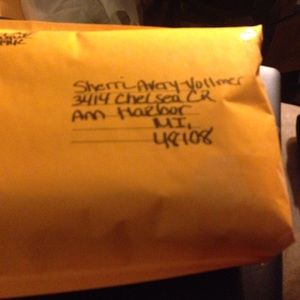 Sherri Avery-Vollmer
3414 Chelsea CR
Ann Harbor
MI,
48108